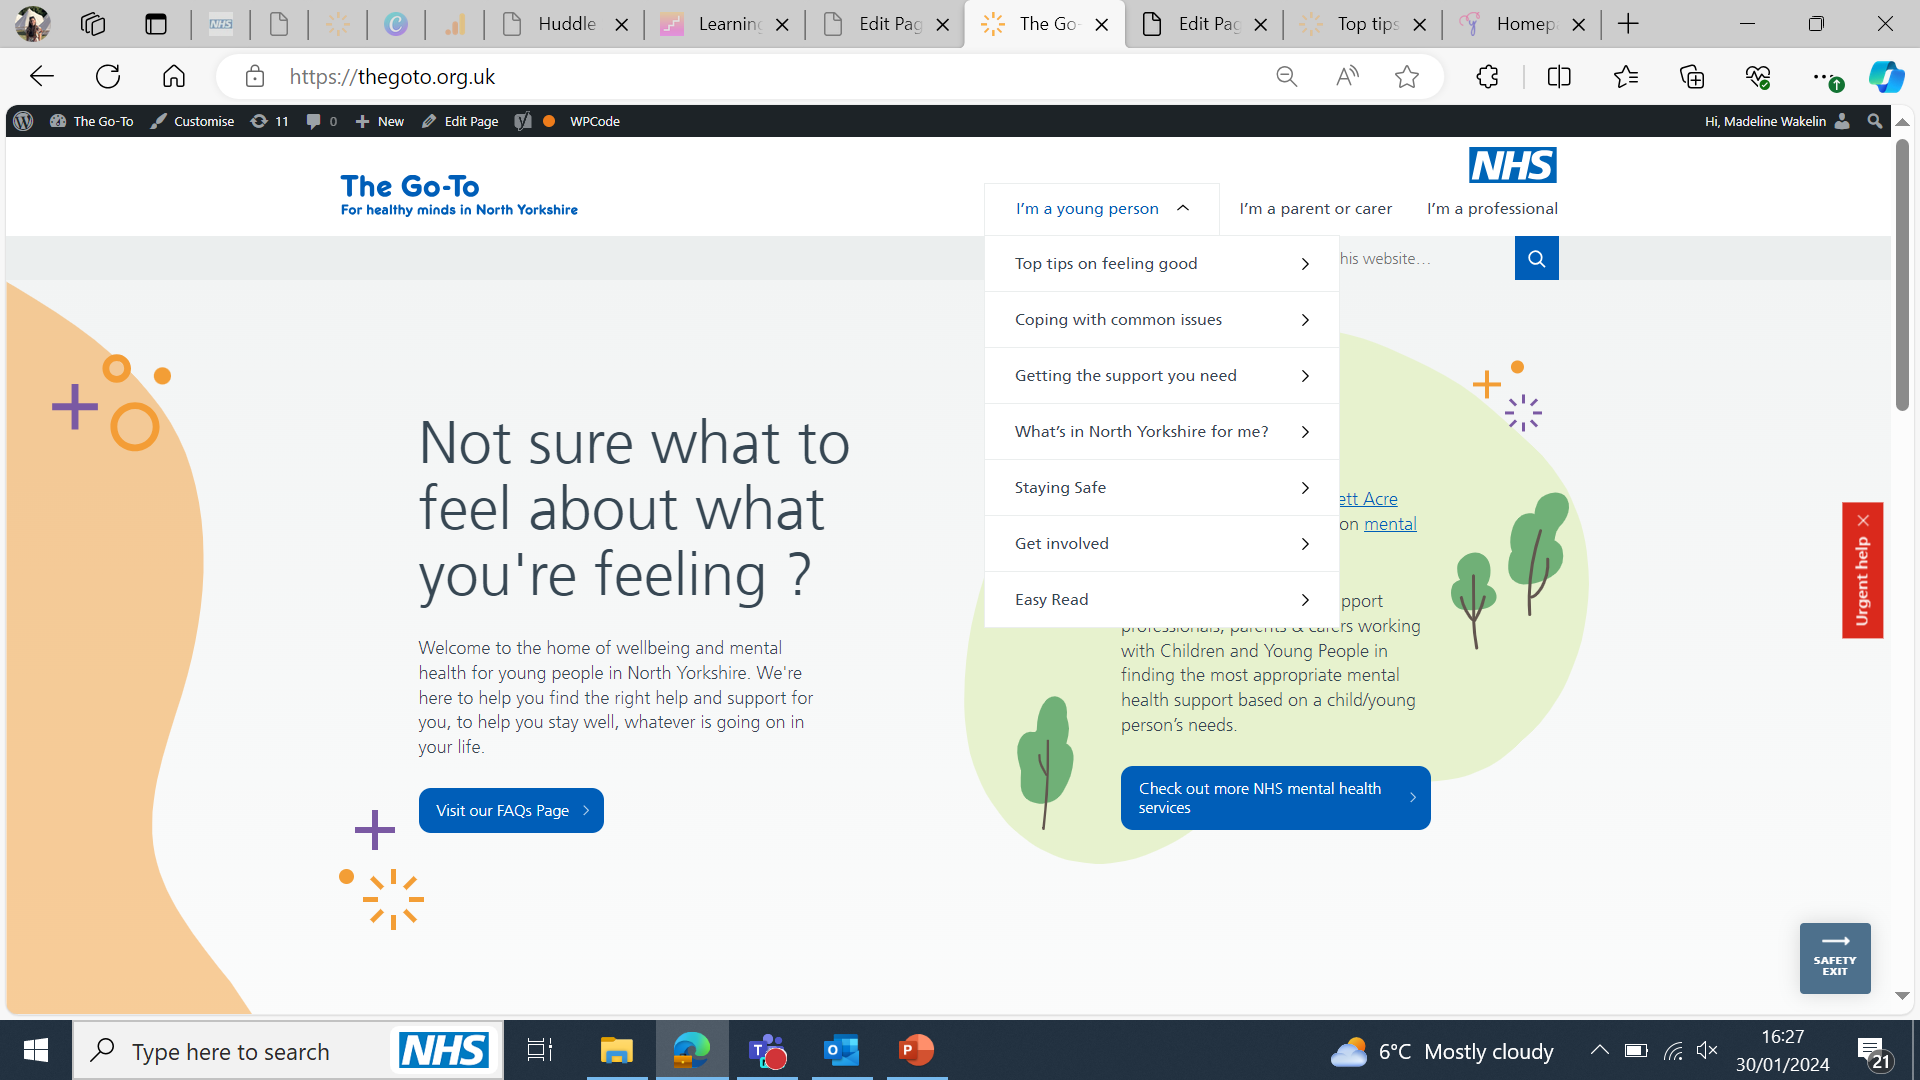 Huddle
Learning
Edit Pag
The Go-
Edit Pag
Top tips
Homep
https://thegoto.org.uk
The Go-To
Customise
11
0
New
Edit Page
WPCode
Hi, Madeline Wakelin
NHS
The Go-To
For healthy minds in North Yorkshire
I'm a young person
I'm a parent or carer
I'm a professional
Top tips on feeling good
his website...
Coping with common issues
Getting the support you need
What's in North Yorkshire for me?
Staying Safe
Get involved
Easy Read
Not sure what to
feel about what
you're feeling ?
Welcome to the home of wellbeing and mental
health for young people in North Yorkshire. We're
here to help you find the right help and support for
you, to help you stay well, whatever is going on in
your life.
Visit our FAQs Page
ett Acre
on mental
pport
professionals, parents & carers working
with Children and Young People in
finding the most appropriate mental
health support based on a child/young
person's needs.
Check out more NHS mental health
services
Urgent help
SAFETY
EXIT
Type here to search
NHS
6°C Mostly cloudy
16:27
30/01/2024
21